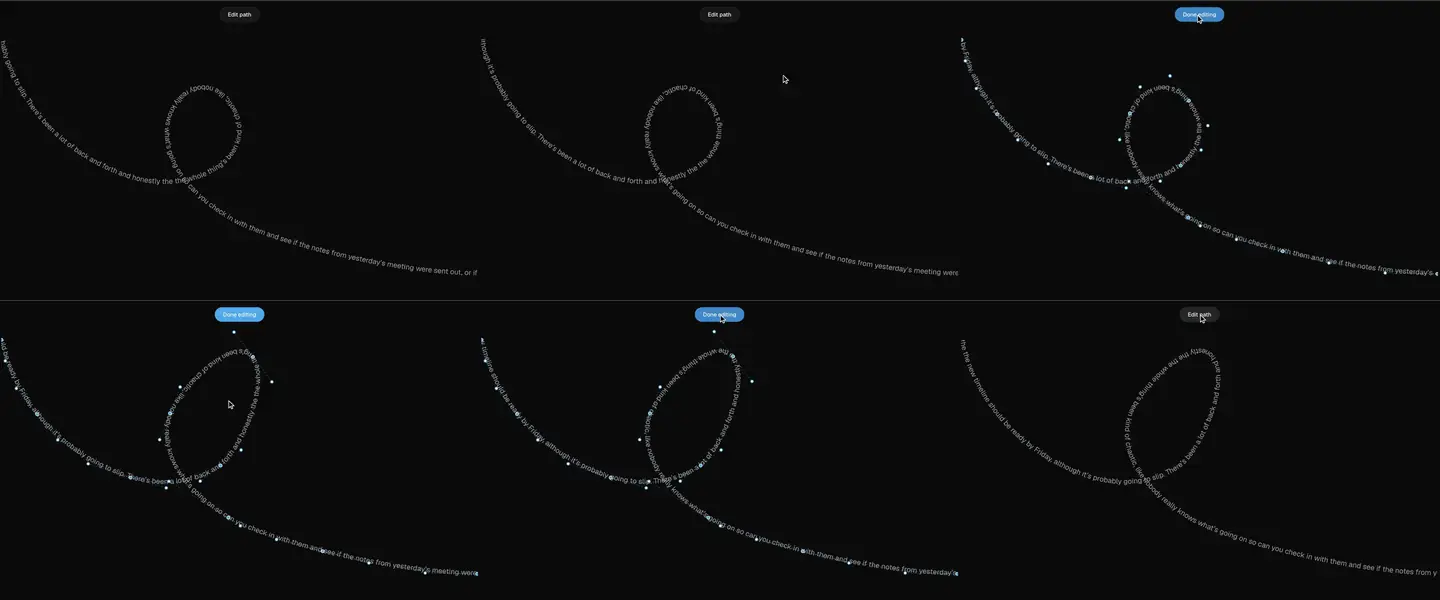 Edit path
bably going to slip. There's been a lot of back and forth and honestly the the whole thing's been kind of chaotic, like nobody really knows what's going on so can you check in with them and see if the notes from yesterday's meeting were sent out, or if
Edit path
lthough it's probably going to slip. There's been a lot of back and forth and honestly the the whole thing's been kind of chaotic, like nobody really knows what's going on so can you check in with them and see if the notes from yesterday's meeting were
Done editing
by Friday, although it's probably going to slip. There's been a lot of back and forth and honestly the the whole thing's been kind of chaotic, like nobody really knows what's going on so can you check in with them and see if the notes from yesterday's
Done editing
ld be ready by Friday, although it's probably going to slip. There's been a lot of back and forth and honestly the the whole thing's been kind of chaotic, like nobody really knows what's going on so can you check in with them and see if the notes from yesterday's meeting were
Done editing
timeline should be ready by Friday, although it's probably going to slip. There's been a lot of back and forth and honestly the the whole thing's been kind of chaotic, like nobody really knows what's going on so can you check in with them and see if the notes from yesterday's
Edit path
me the new timeline should be ready by Friday, although it's probably going to slip. There's been a lot of back and forth and honestly the the whole thing's been kind of chaotic, like nobody really knows what's going on so can you check in with them and see if the notes from y